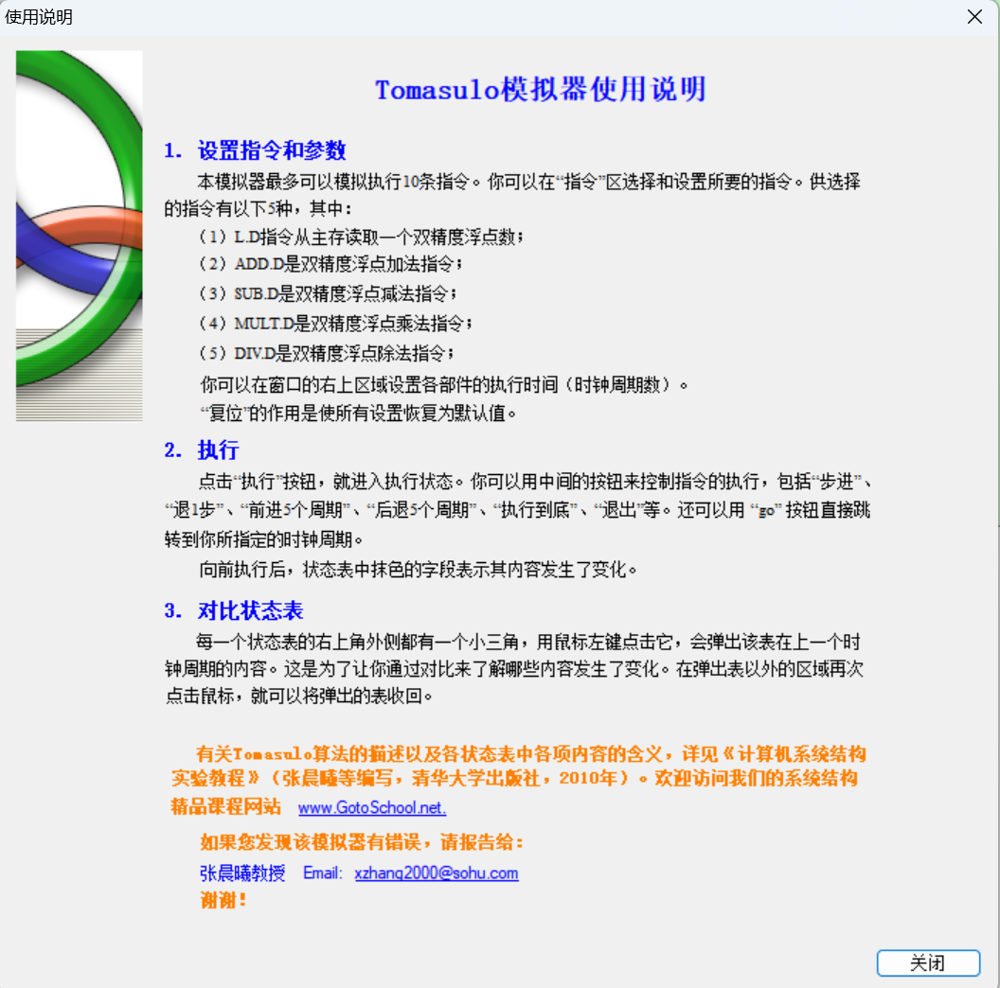 使用说明
Tomasulo模拟器使用说明
1. 设置指令和参数
本模拟器最多可以模拟执行10条指令。你可以在“指令”区选择和设置所要的指令。供选择
的指令有以下5种，其中：
（1）L.D指令从主存读取一个双精度浮点数；
（2）ADD.D是双精度浮点加法指令；
（3）SUB.D是双精度浮点减法指令；
（4）MULT.D是双精度浮点乘法指令；
（5）DIV.D是双精度浮点除法指令；
你可以在窗口的右上区域设置各部件的执行时间（时钟周期数）。
“复位”的作用是使所有设置恢复为默认值。
2. 执行
点击“执行”按钮，就进入执行状态。你可以用中间的按钮来控制指令的执行，包括“步进”、
“退1步”、“前进5个周期”、“后退5个周期”、“执行到底”、“退出”等。还可以用 “go” 按钮直接跳
转到你所指定的时钟周期。
向前执行后，状态表中抹色的字段表示其内容发生了变化。
3. 对比状态表
每一个状态表的右上角外侧都有一个小三角，用鼠标左键点击它，会弹出该表在上一个时
钟周期的内容。这是为了让你通过对比来了解哪些内容发生了变化。在弹出表以外的区域再次
点击鼠标，就可以将弹出的表收回。
有关Tomasulo算法的描述以及各状态表中各项内容的含义，详见《计算机系统结构
实验教程》（张晨曦等编写，清华大学出版社，2010年）。欢迎访问我们的系统结构
精品课程网站 www.GotoSchool.net.
如果您发现该模拟器有错误，请报告给：
张晨曦教授 Email: xzhang2000@sohu.com
谢谢！
关闭